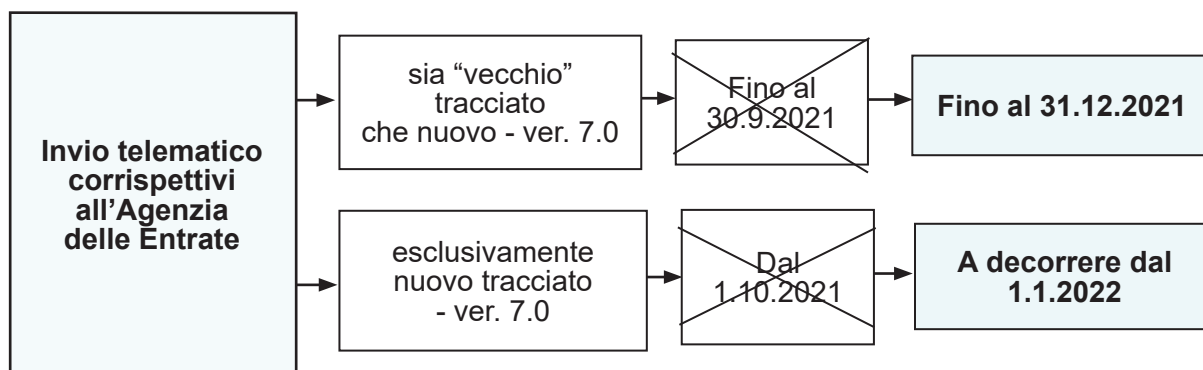 Invio telematico
corrispettivi
all'Agenzia
delle Entrate
sia “vecchio”
tracciato
che nuovo - ver. 7.0
Fino al
30.9.2021
Fino al 31.12.2021
esclusivamente
nuovo tracciato
- ver. 7.0
Dal
1.10.2021
A decorrere dal
1.1.2022